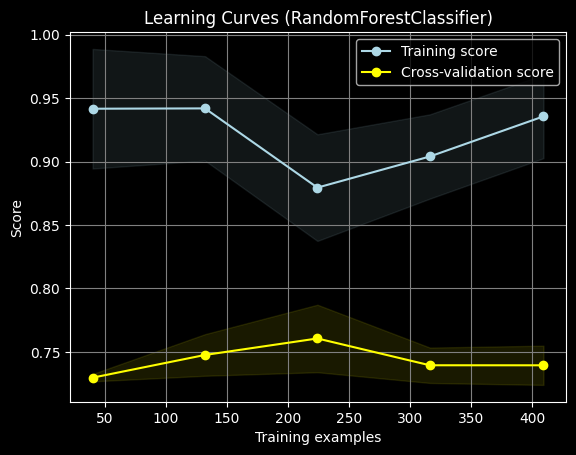 Learning Curves (RandomForestClassifier)
Training score
Cross-validation score
1.00
0.95
0.90
0.85
0.80
0.75
Score
50 100 150 200 250 300 350 400
Training examples